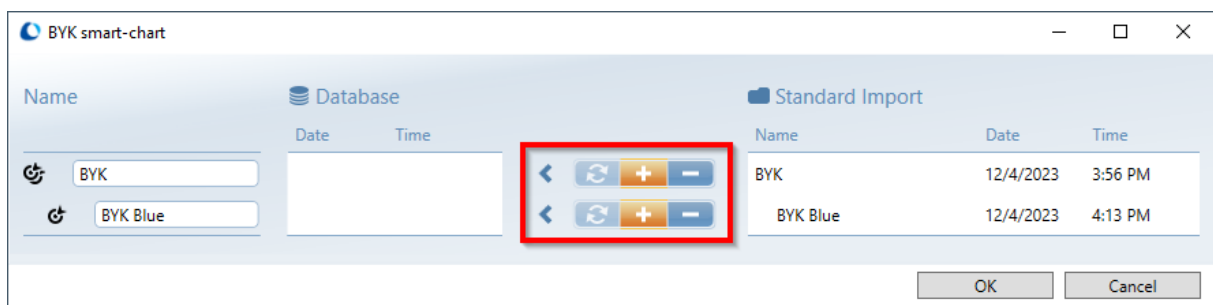 BYK smart-chart
Name Database Standard Import
Date Time Name Date Time
BYK BYK 12/4/2023 3:56 PM
BYK Blue BYK Blue 12/4/2023 4:13 PM
OK Cancel